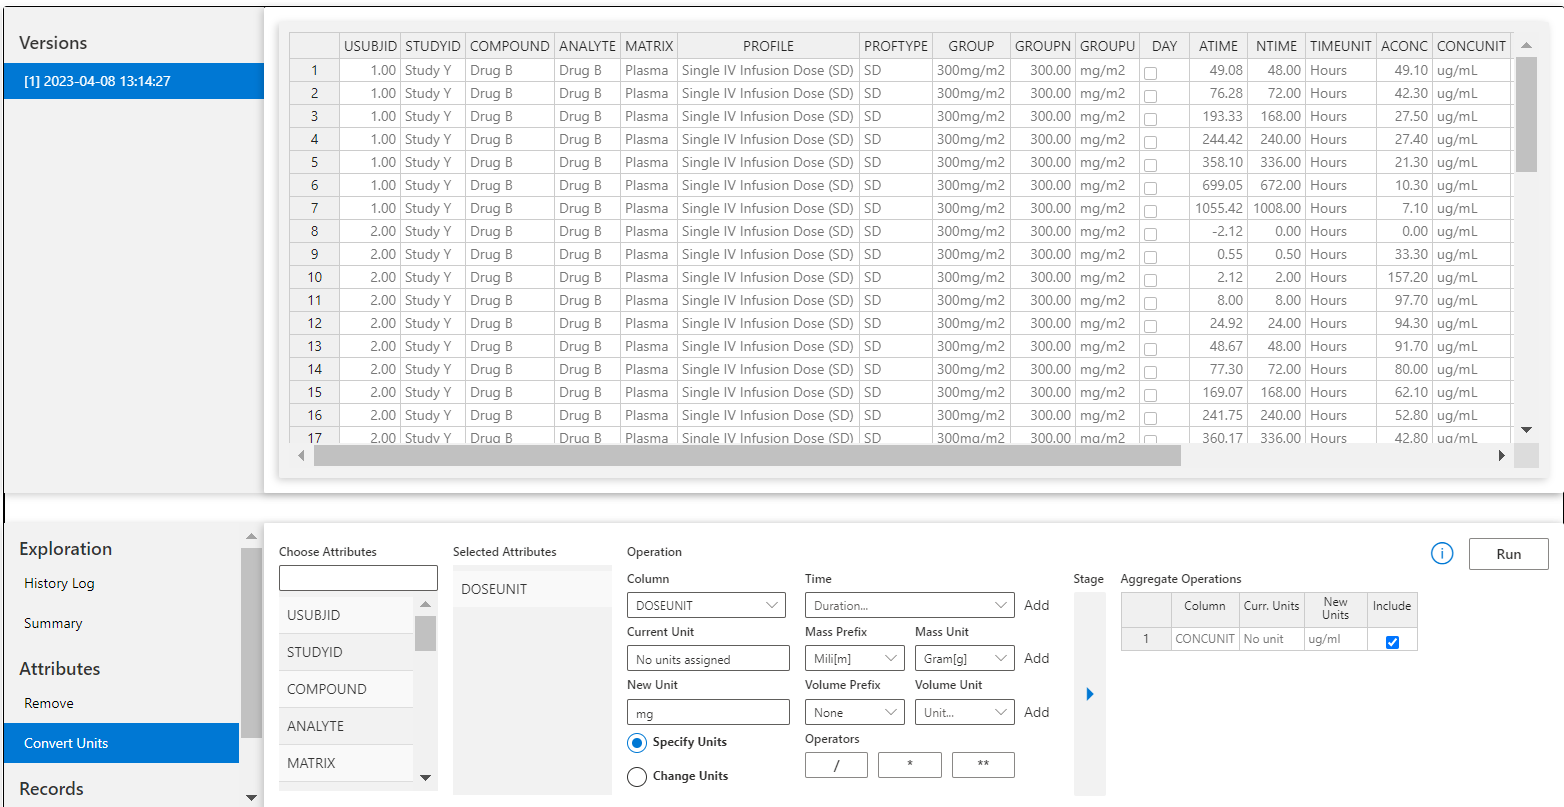 Versions
[1] 2023-04-08 13:14:27
USUBJID STUDYID COMPOUND ANALYTE MATRIX PROFILE PROFTYPE GROUP GROUPN GROUPU DAY ATIME NTIME TIMEUNIT ACONC CONCUNIT
1 1.00 Study Y Drug B Drug B Plasma Single IV Infusion Dose (SD) SD 300mg/m2 300.00 mg/m2 49.08 48.00 Hours 49.10 ug/mL
2 1.00 Study Y Drug B Drug B Plasma Single IV Infusion Dose (SD) SD 300mg/m2 300.00 mg/m2 76.28 72.00 Hours 42.30 ug/mL
3 1.00 Study Y Drug B Drug B Plasma Single IV Infusion Dose (SD) SD 300mg/m2 300.00 mg/m2 193.33 168.00 Hours 27.50 ug/mL
4 1.00 Study Y Drug B Drug B Plasma Single IV Infusion Dose (SD) SD 300mg/m2 300.00 mg/m2 244.42 240.00 Hours 27.40 ug/mL
5 1.00 Study Y Drug B Drug B Plasma Single IV Infusion Dose (SD) SD 300mg/m2 300.00 mg/m2 358.10 336.00 Hours 21.30 ug/mL
6 1.00 Study Y Drug B Drug B Plasma Single IV Infusion Dose (SD) SD 300mg/m2 300.00 mg/m2 699.05 672.00 Hours 10.30 ug/mL
7 1.00 Study Y Drug B Drug B Plasma Single IV Infusion Dose (SD) SD 300mg/m2 300.00 mg/m2 1055.42 1008.00 Hours 7.10 ug/mL
8 2.00 Study Y Drug B Drug B Plasma Single IV Infusion Dose (SD) SD 300mg/m2 300.00 mg/m2 -2.12 0.00 Hours 0.00 ug/mL
9 2.00 Study Y Drug B Drug B Plasma Single IV Infusion Dose (SD) SD 300mg/m2 300.00 mg/m2 0.55 0.50 Hours 33.30 ug/mL
10 2.00 Study Y Drug B Drug B Plasma Single IV Infusion Dose (SD) SD 300mg/m2 300.00 mg/m2 2.12 2.00 Hours 157.20 ug/mL
11 2.00 Study Y Drug B Drug B Plasma Single IV Infusion Dose (SD) SD 300mg/m2 300.00 mg/m2 8.00 8.00 Hours 97.70 ug/mL
12 2.00 Study Y Drug B Drug B Plasma Single IV Infusion Dose (SD) SD 300mg/m2 300.00 mg/m2 24.92 24.00 Hours 94.30 ug/mL
13 2.00 Study Y Drug B Drug B Plasma Single IV Infusion Dose (SD) SD 300mg/m2 300.00 mg/m2 48.67 48.00 Hours 91.70 ug/mL
14 2.00 Study Y Drug B Drug B Plasma Single IV Infusion Dose (SD) SD 300mg/m2 300.00 mg/m2 77.30 72.00 Hours 80.00 ug/mL
15 2.00 Study Y Drug B Drug B Plasma Single IV Infusion Dose (SD) SD 300mg/m2 300.00 mg/m2 169.07 168.00 Hours 62.10 ug/mL
16 2.00 Study Y Drug B Drug B Plasma Single IV Infusion Dose (SD) SD 300mg/m2 300.00 mg/m2 241.75 240.00 Hours 52.80 ug/mL
17 2.00 Study Y Drug B Drug B Plasma Single IV Infusion Dose (SD) SD 300mg/m2 300.00 mg/m2 360.17 336.00 Hours 42.80 ug/mL
Exploration
History Log
Summary
Attributes
Remove
Convert Units
Records
Choose Attributes
USUBJID
STUDYID
COMPOUND
ANALYTE
MATRIX
Selected Attributes
DOSEUNIT
Operation
Column
DOSEUNIT
Current Unit
No units assigned
New Unit
mg
Specify Units
Change Units
Time
Duration... Add
Mass Prefix Mass Unit
Mili[m] Gram[g] Add
Volume Prefix Volume Unit
None Unit... Add
Operators
/ * **
Stage
Aggregate Operations
i Run
Column Curr. Units New Units Include
1 CONCUNIT No unit ug/ml